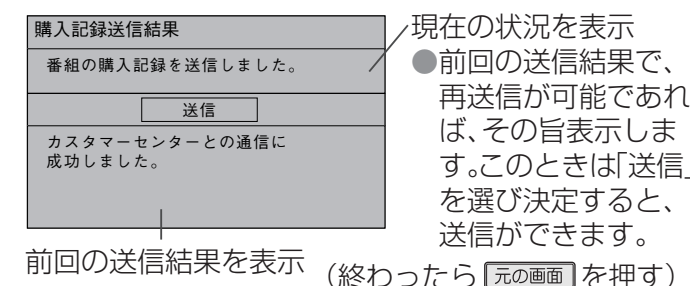 購入記録送信結果
番組の購入記録を送信しました。
送信
カスタマーセンターとの通信に
成功しました。
前回の送信結果を表示
現在の状況を表示
●前回の送信結果で、
再送信が可能であれ
ば、その旨表示しま
す。このときは「送信」
を選び決定すると、
送信ができます。
(終わったら 元の画面 を押す)